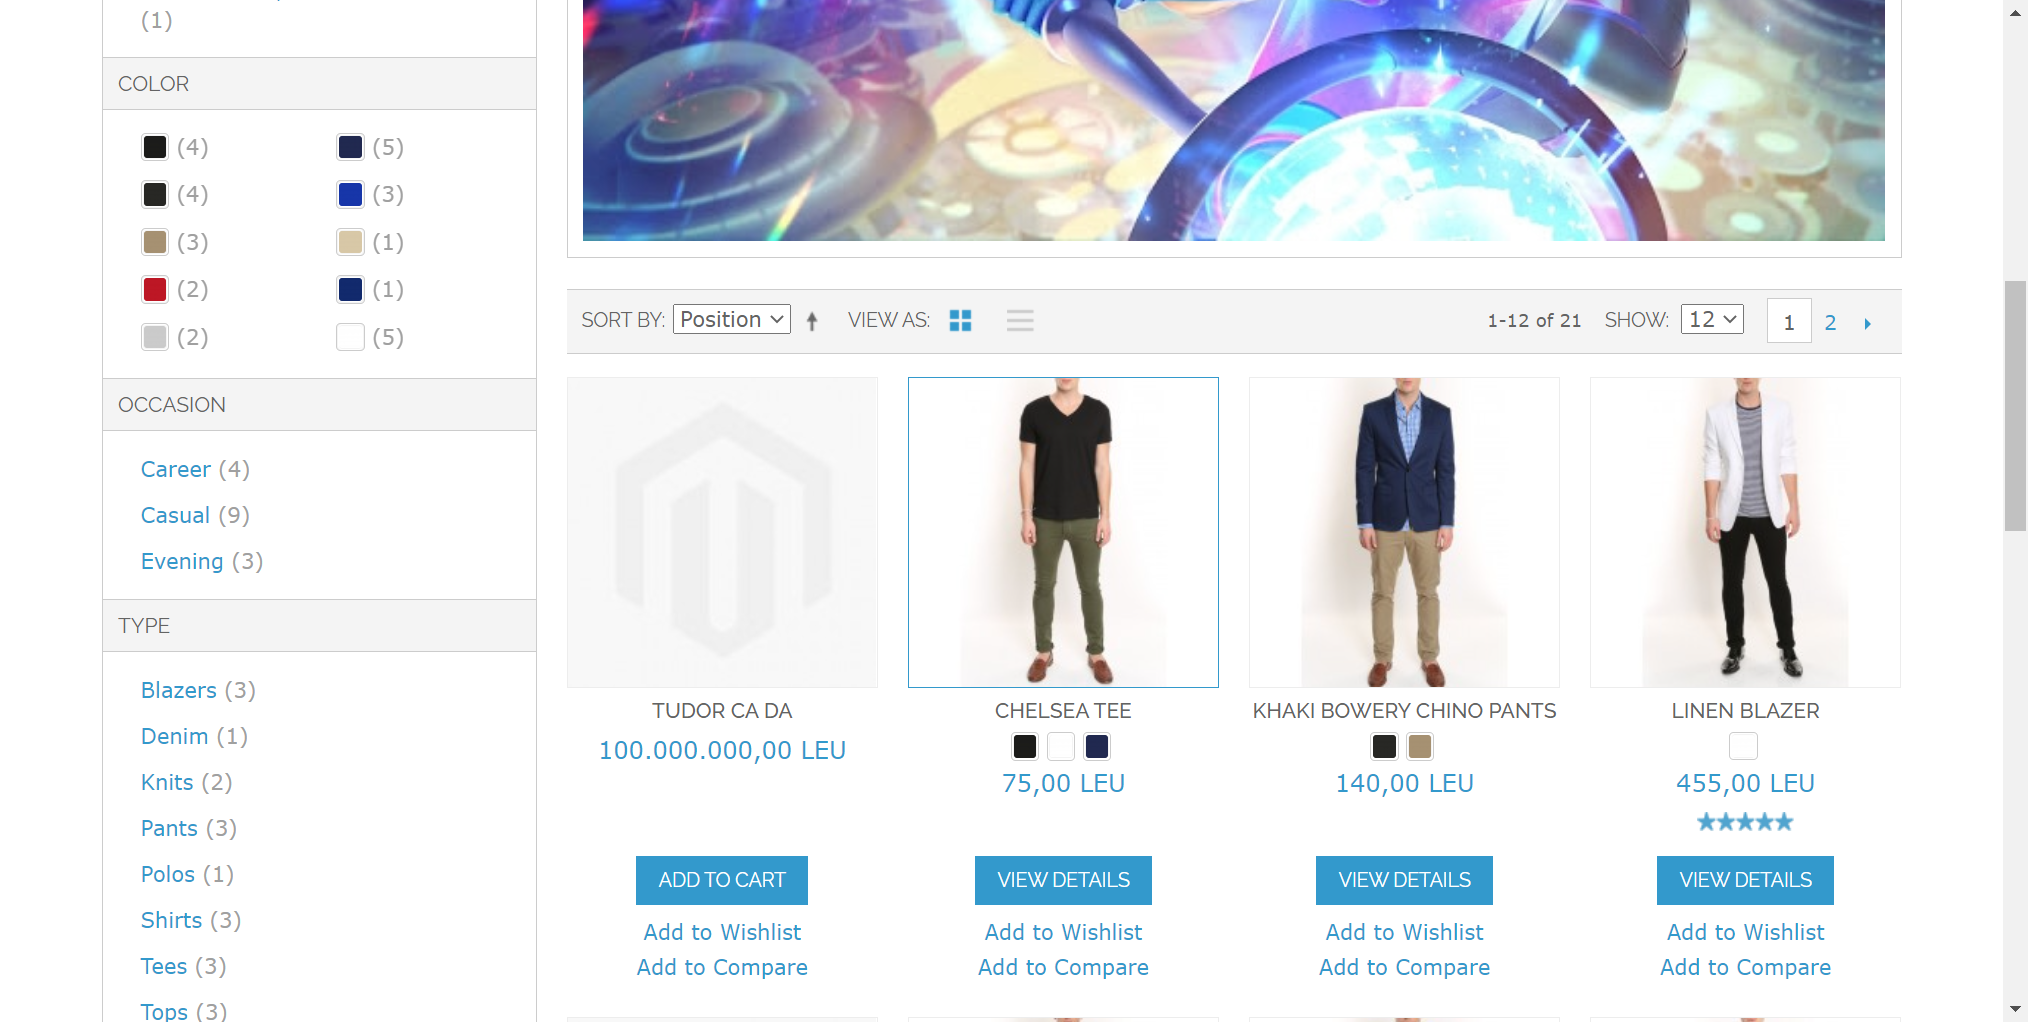 (1)
COLOR
(4) (5)
(4) (3)
(3) (1)
(2) (1)
(2) (5)
OCCASION
Career (4)
Casual (9)
Evening (3)
TYPE
Blazers (3)
Denim (1)
Knits (2)
Pants (3)
Polos (1)
Shirts (3)
Tees (3)
Tops (3)
SORT BY: Position VIEW AS: 1-12 of 21 SHOW: 12 1 2
TUDOR CA DA
100.000.000,00 LEU
ADD TO CART
Add to Wishlist
Add to Compare
CHELSEA TEE
75,00 LEU
VIEW DETAILS
Add to Wishlist
Add to Compare
KHAKI BOWERY CHINO PANTS
140,00 LEU
VIEW DETAILS
Add to Wishlist
Add to Compare
LINEN BLAZER
455,00 LEU
VIEW DETAILS
Add to Wishlist
Add to Compare